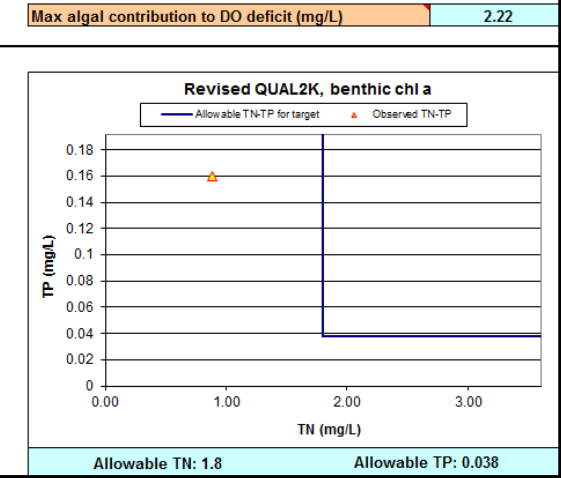 Max algal contribution to DO deficit (mg/L) 2.22
Revised QUAL2K, benthic chl a
Allowable TN-TP for target Observed TN-TP
0.18
0.16
0.14
0.12
0.1
0.08
0.06
0.04
0.02
0
TP (mg/L)
0.00 1.00 2.00 3.00
TN (mg/L)
Allowable TN: 1.8 Allowable TP: 0.038